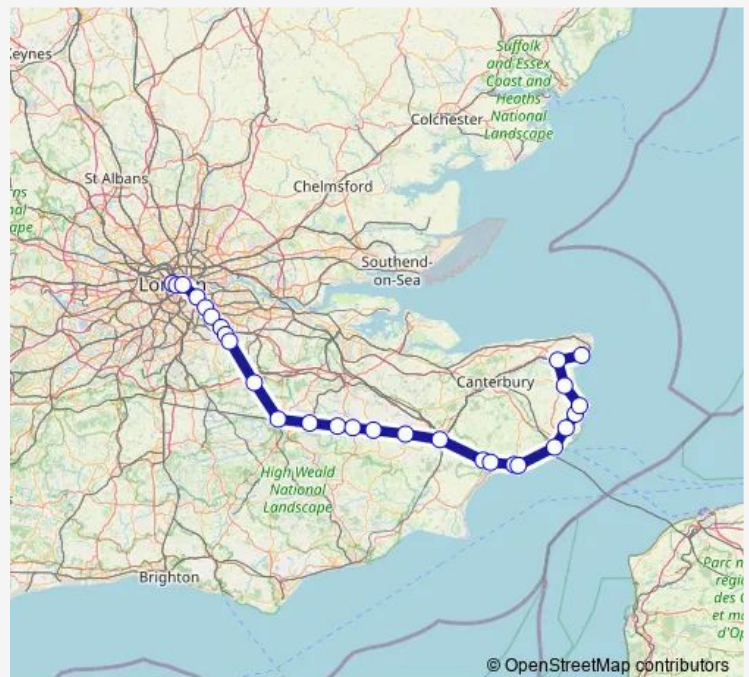 Suffolk
and Essex
Coast and
Heaths
National
Landscape
Colchester
St Albans
Chelmsford
Southend-
on-Sea
Canterbury
High Weald
National
Landscape
Brighton
© OpenStreetMap contributors